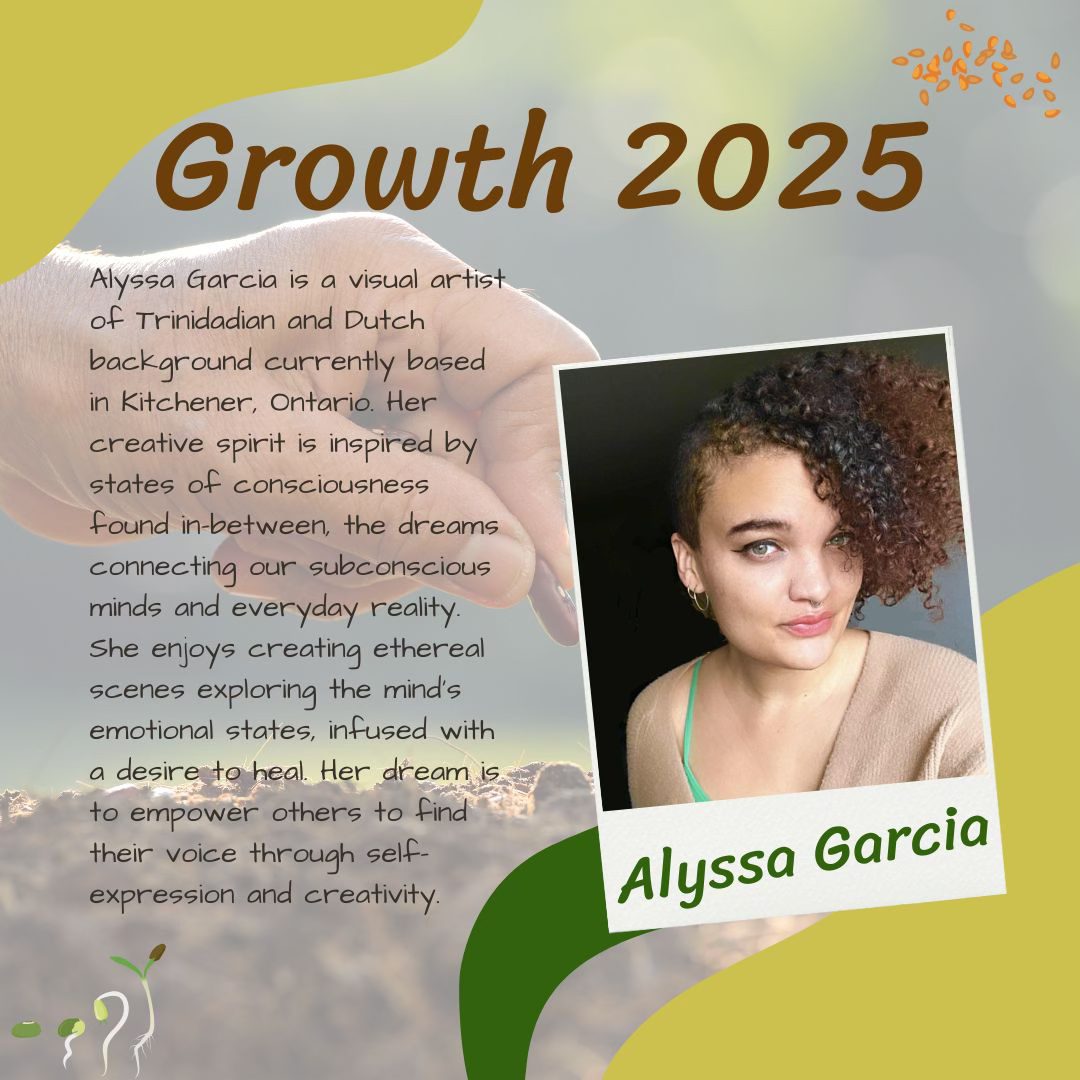 Growth 2025
Alyssa Garcia is a visual artist
of Trinidadian and Dutch
background currently based
in Kitchener, Ontario. Her
creative spirit is inspired by
states of consciousness
found in-between, the dreams
connecting our subconscious
minds and everyday reality.
She enjoys creating ethereal
scenes exploring the mind's
emotional states, infused with
a desire to heal. Her dream is
to empower others to find
their voice through self-
expression and creativity.
Alyssa Garcia